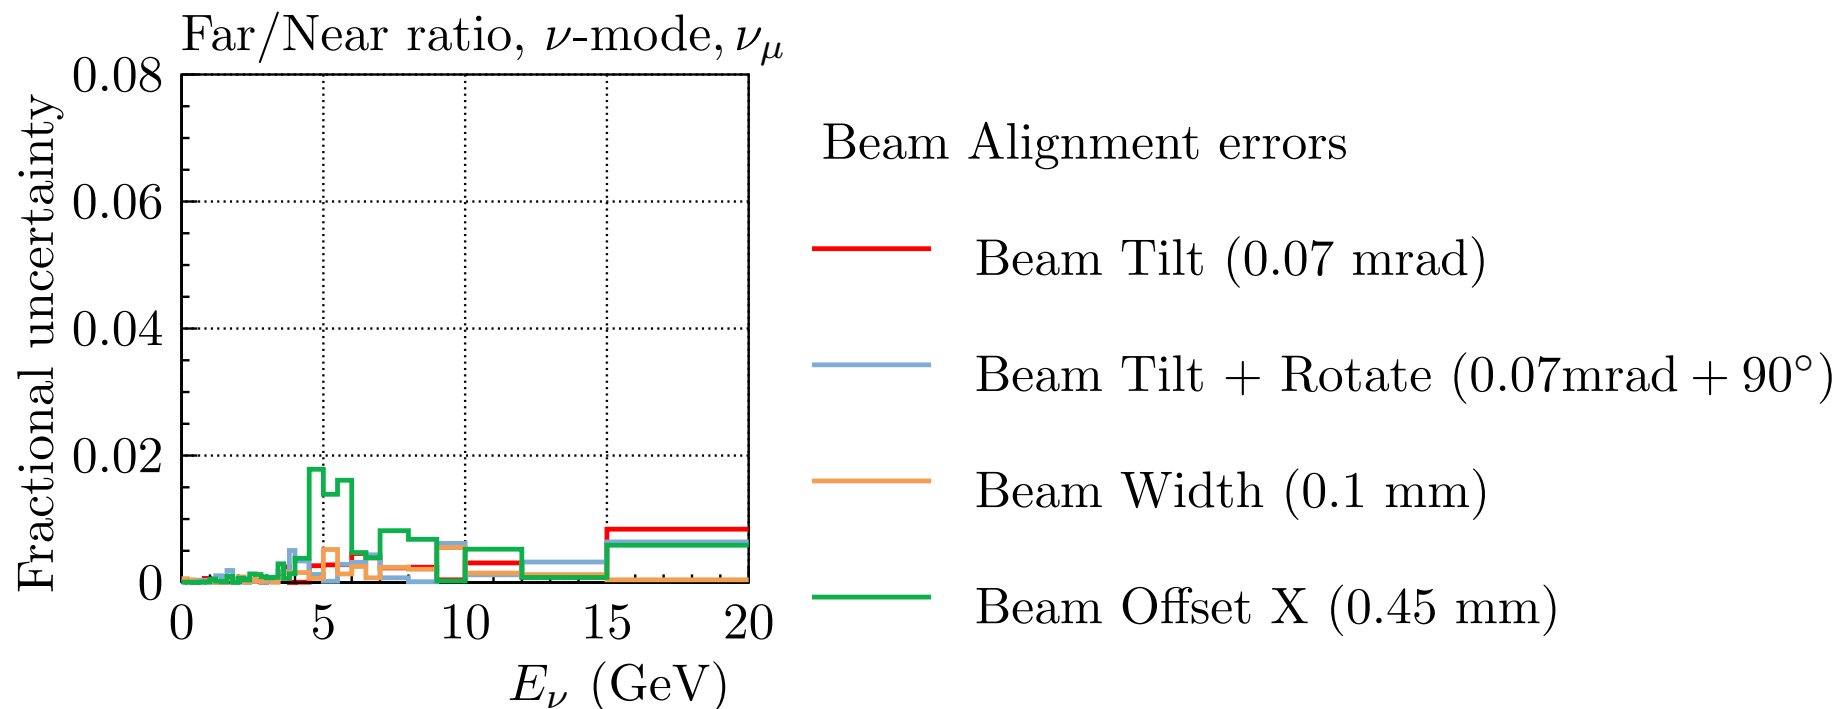 Far/Near ratio, ν-mode, νμ
Fractional uncertainty
0.08
0.06
0.04
0.02
0
0 5 10 15 20
Eν (GeV)
Beam Alignment errors
Beam Tilt (0.07 mrad)
Beam Tilt + Rotate (0.07mrad + 90°)
Beam Width (0.1 mm)
Beam Offset X (0.45 mm)